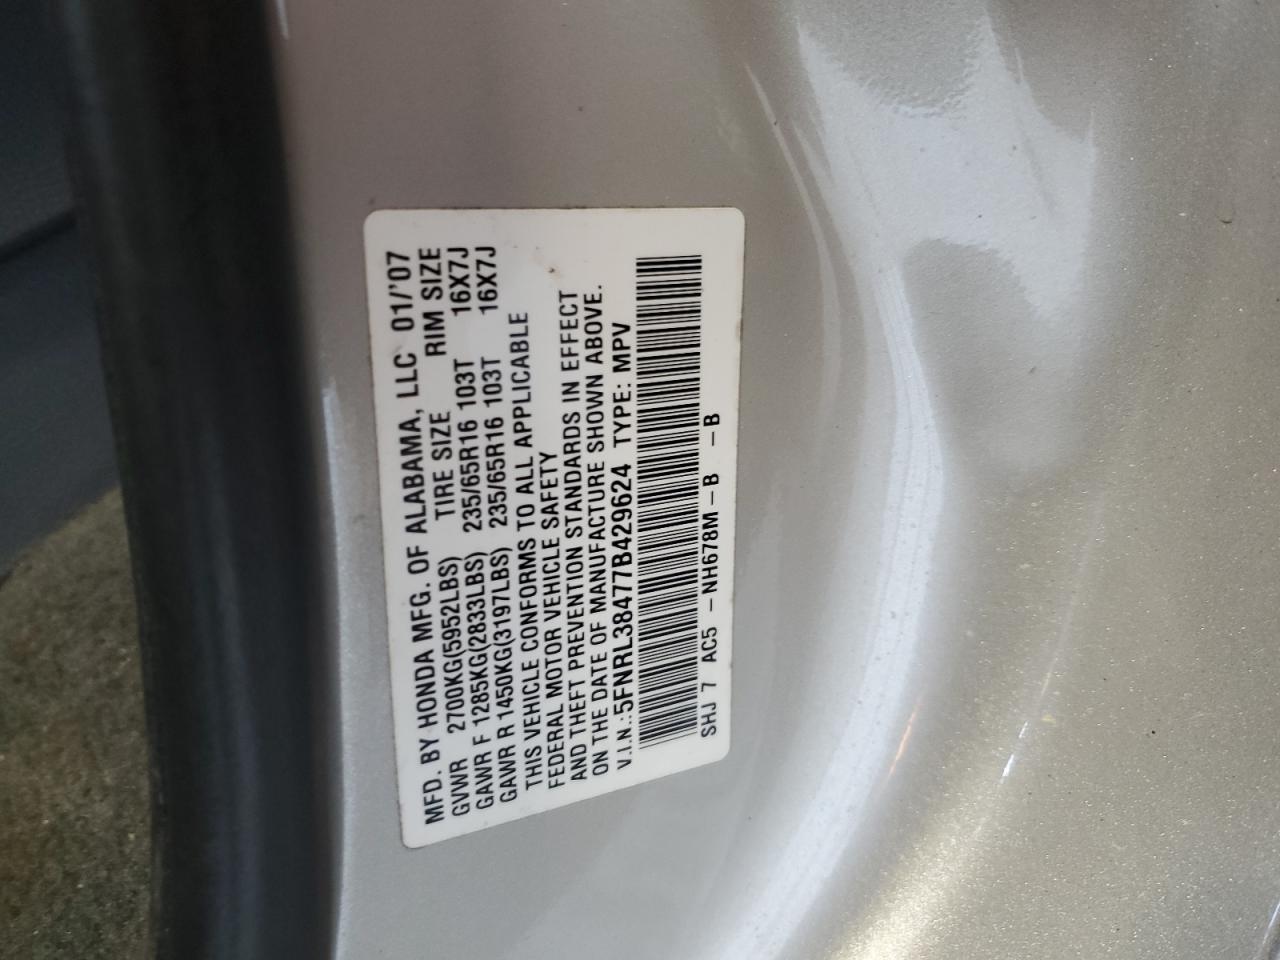 MFD. BY HONDA MFG. OF ALABAMA, LLC 01/'07
GVWR 2700KG(5952LBS) TIRE SIZE RIM SIZE
GAWR F 1285KG(2833LBS) 235/65R16 103T 16X7J
GAWR R 1450KG(3197LBS) 235/65R16 103T 16X7J
THIS VEHICLE CONFORMS TO ALL APPLICABLE
FEDERAL MOTOR VEHICLE SAFETY
AND THEFT PREVENTION STANDARDS IN EFFECT
ON THE DATE OF MANUFACTURE SHOWN ABOVE.
V.I.N.:5FNRL38477B429624 TYPE: MPV
SHJ 7 AC5 -NH678M-B -B